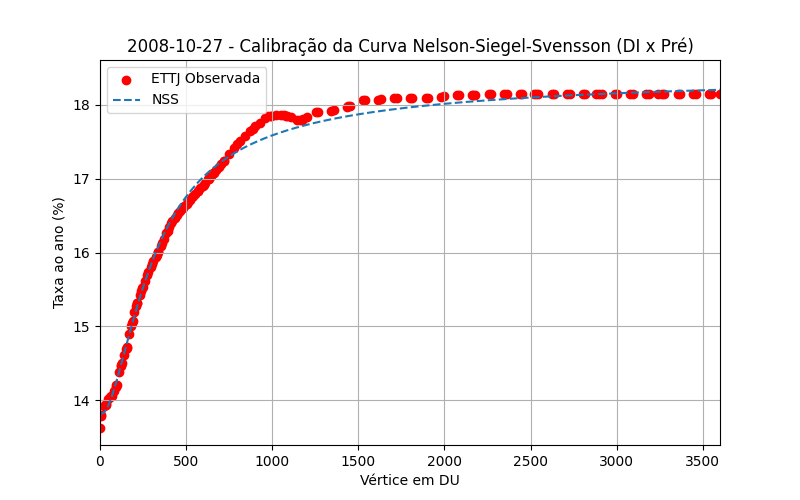 2008-10-27 - Calibração da Curva Nelson-Siegel-Svensson (DI x Pré)
ETTJ Observada
NSS
Taxa ao ano (%)
18
17
16
15
14
0 500 1000 1500 2000 2500 3000 3500
Vértice em DU